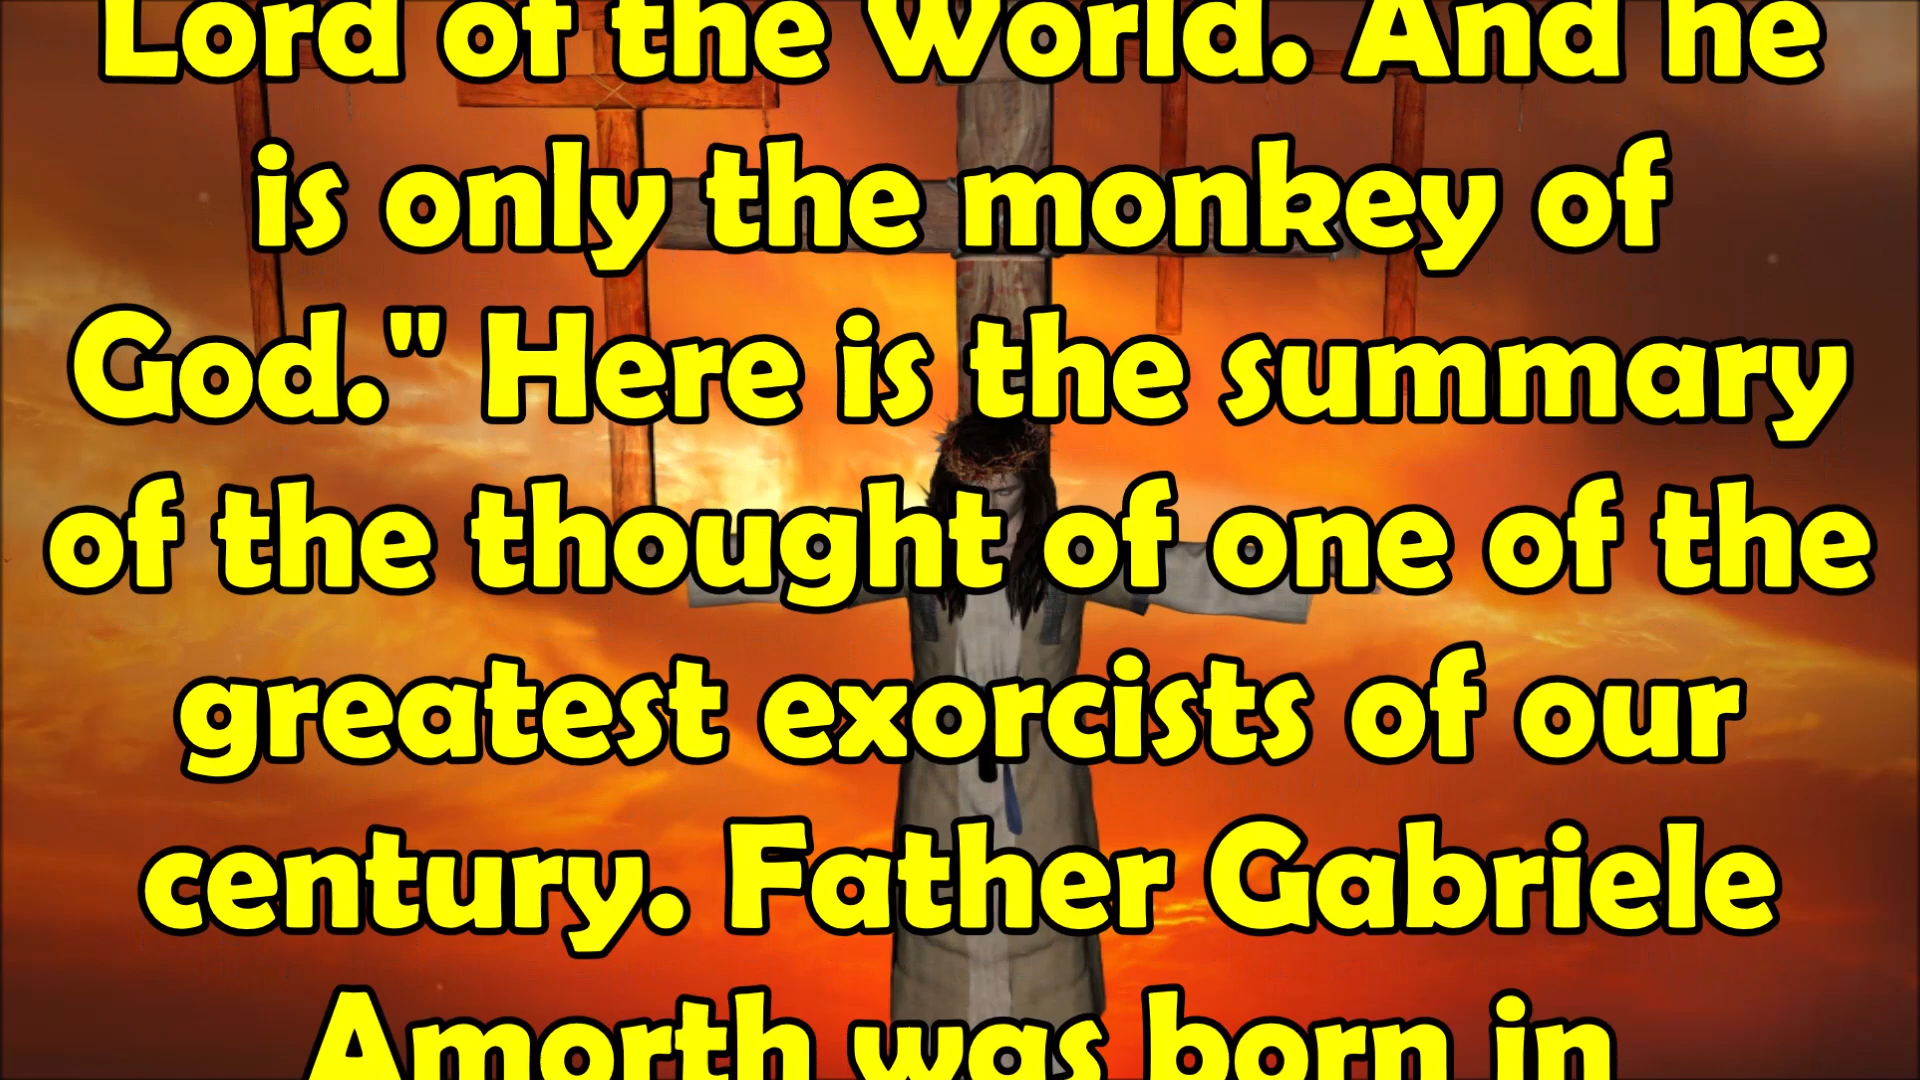 Lord of the World. And he
is only the monkey of
God." Here is the summary
of the thought of one of the
greatest exorcists of our
century. Father Gabriele
Amorth was born in